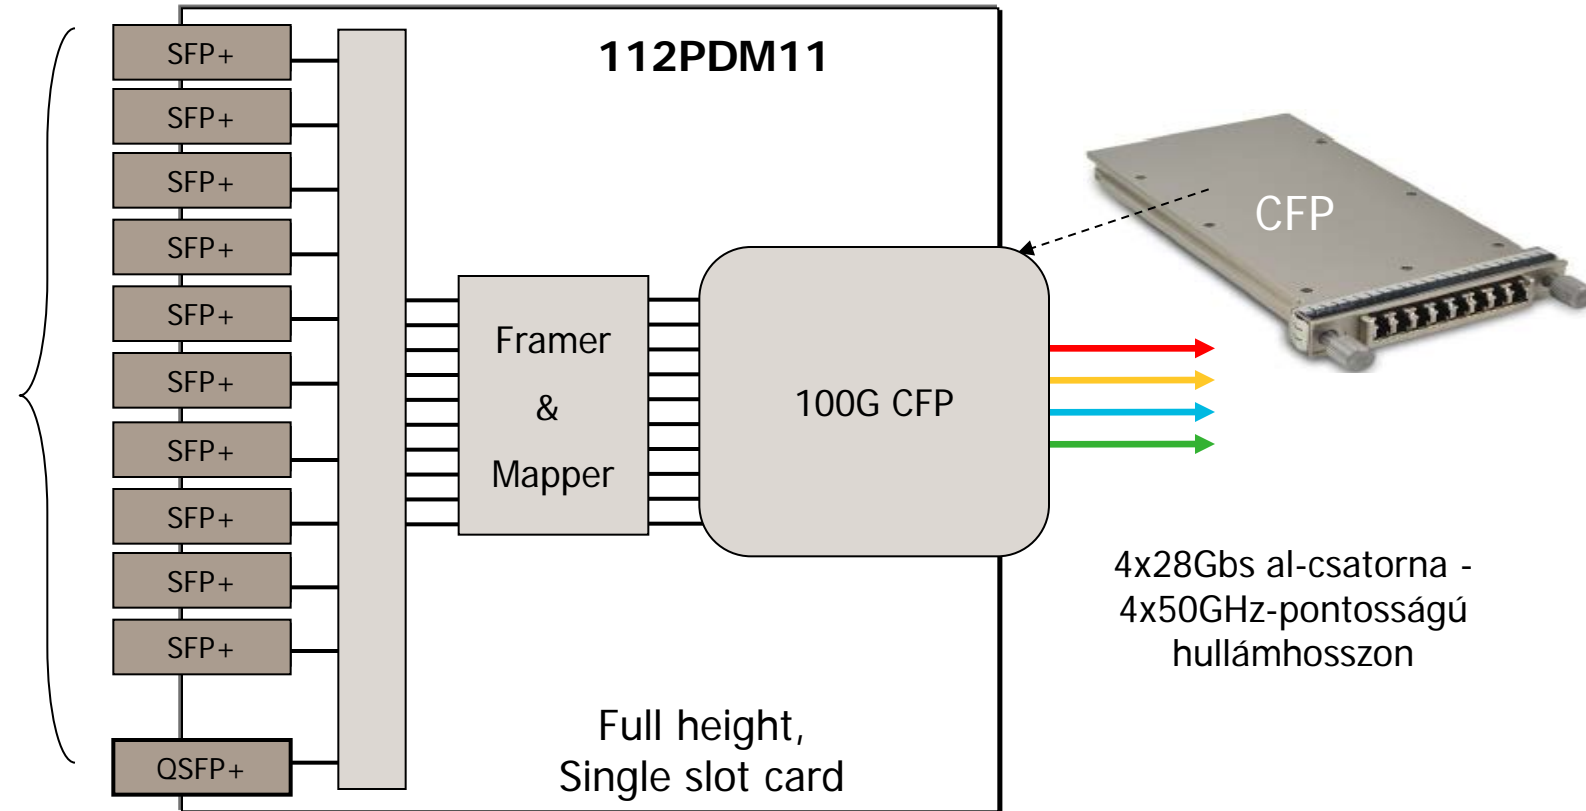 112PDM11
SFP+
SFP+
SFP+
SFP+
SFP+
SFP+
SFP+
SFP+
SFP+
SFP+
QSFP+
Framer
&
Mapper
100G CFP
CFP
4x28Gbs al-csatorna -
4x50GHz-pontosságú
hullámhosszon
Full height,
Single slot card